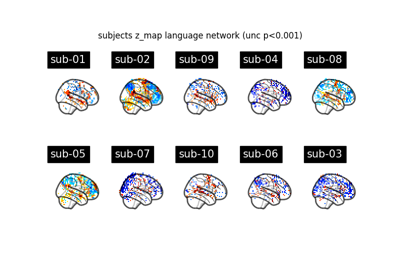 subjects z_map language network (unc p<0.001)
sub-01 sub-02 sub-09 sub-04 sub-08
sub-05 sub-07 sub-10 sub-06 sub-03